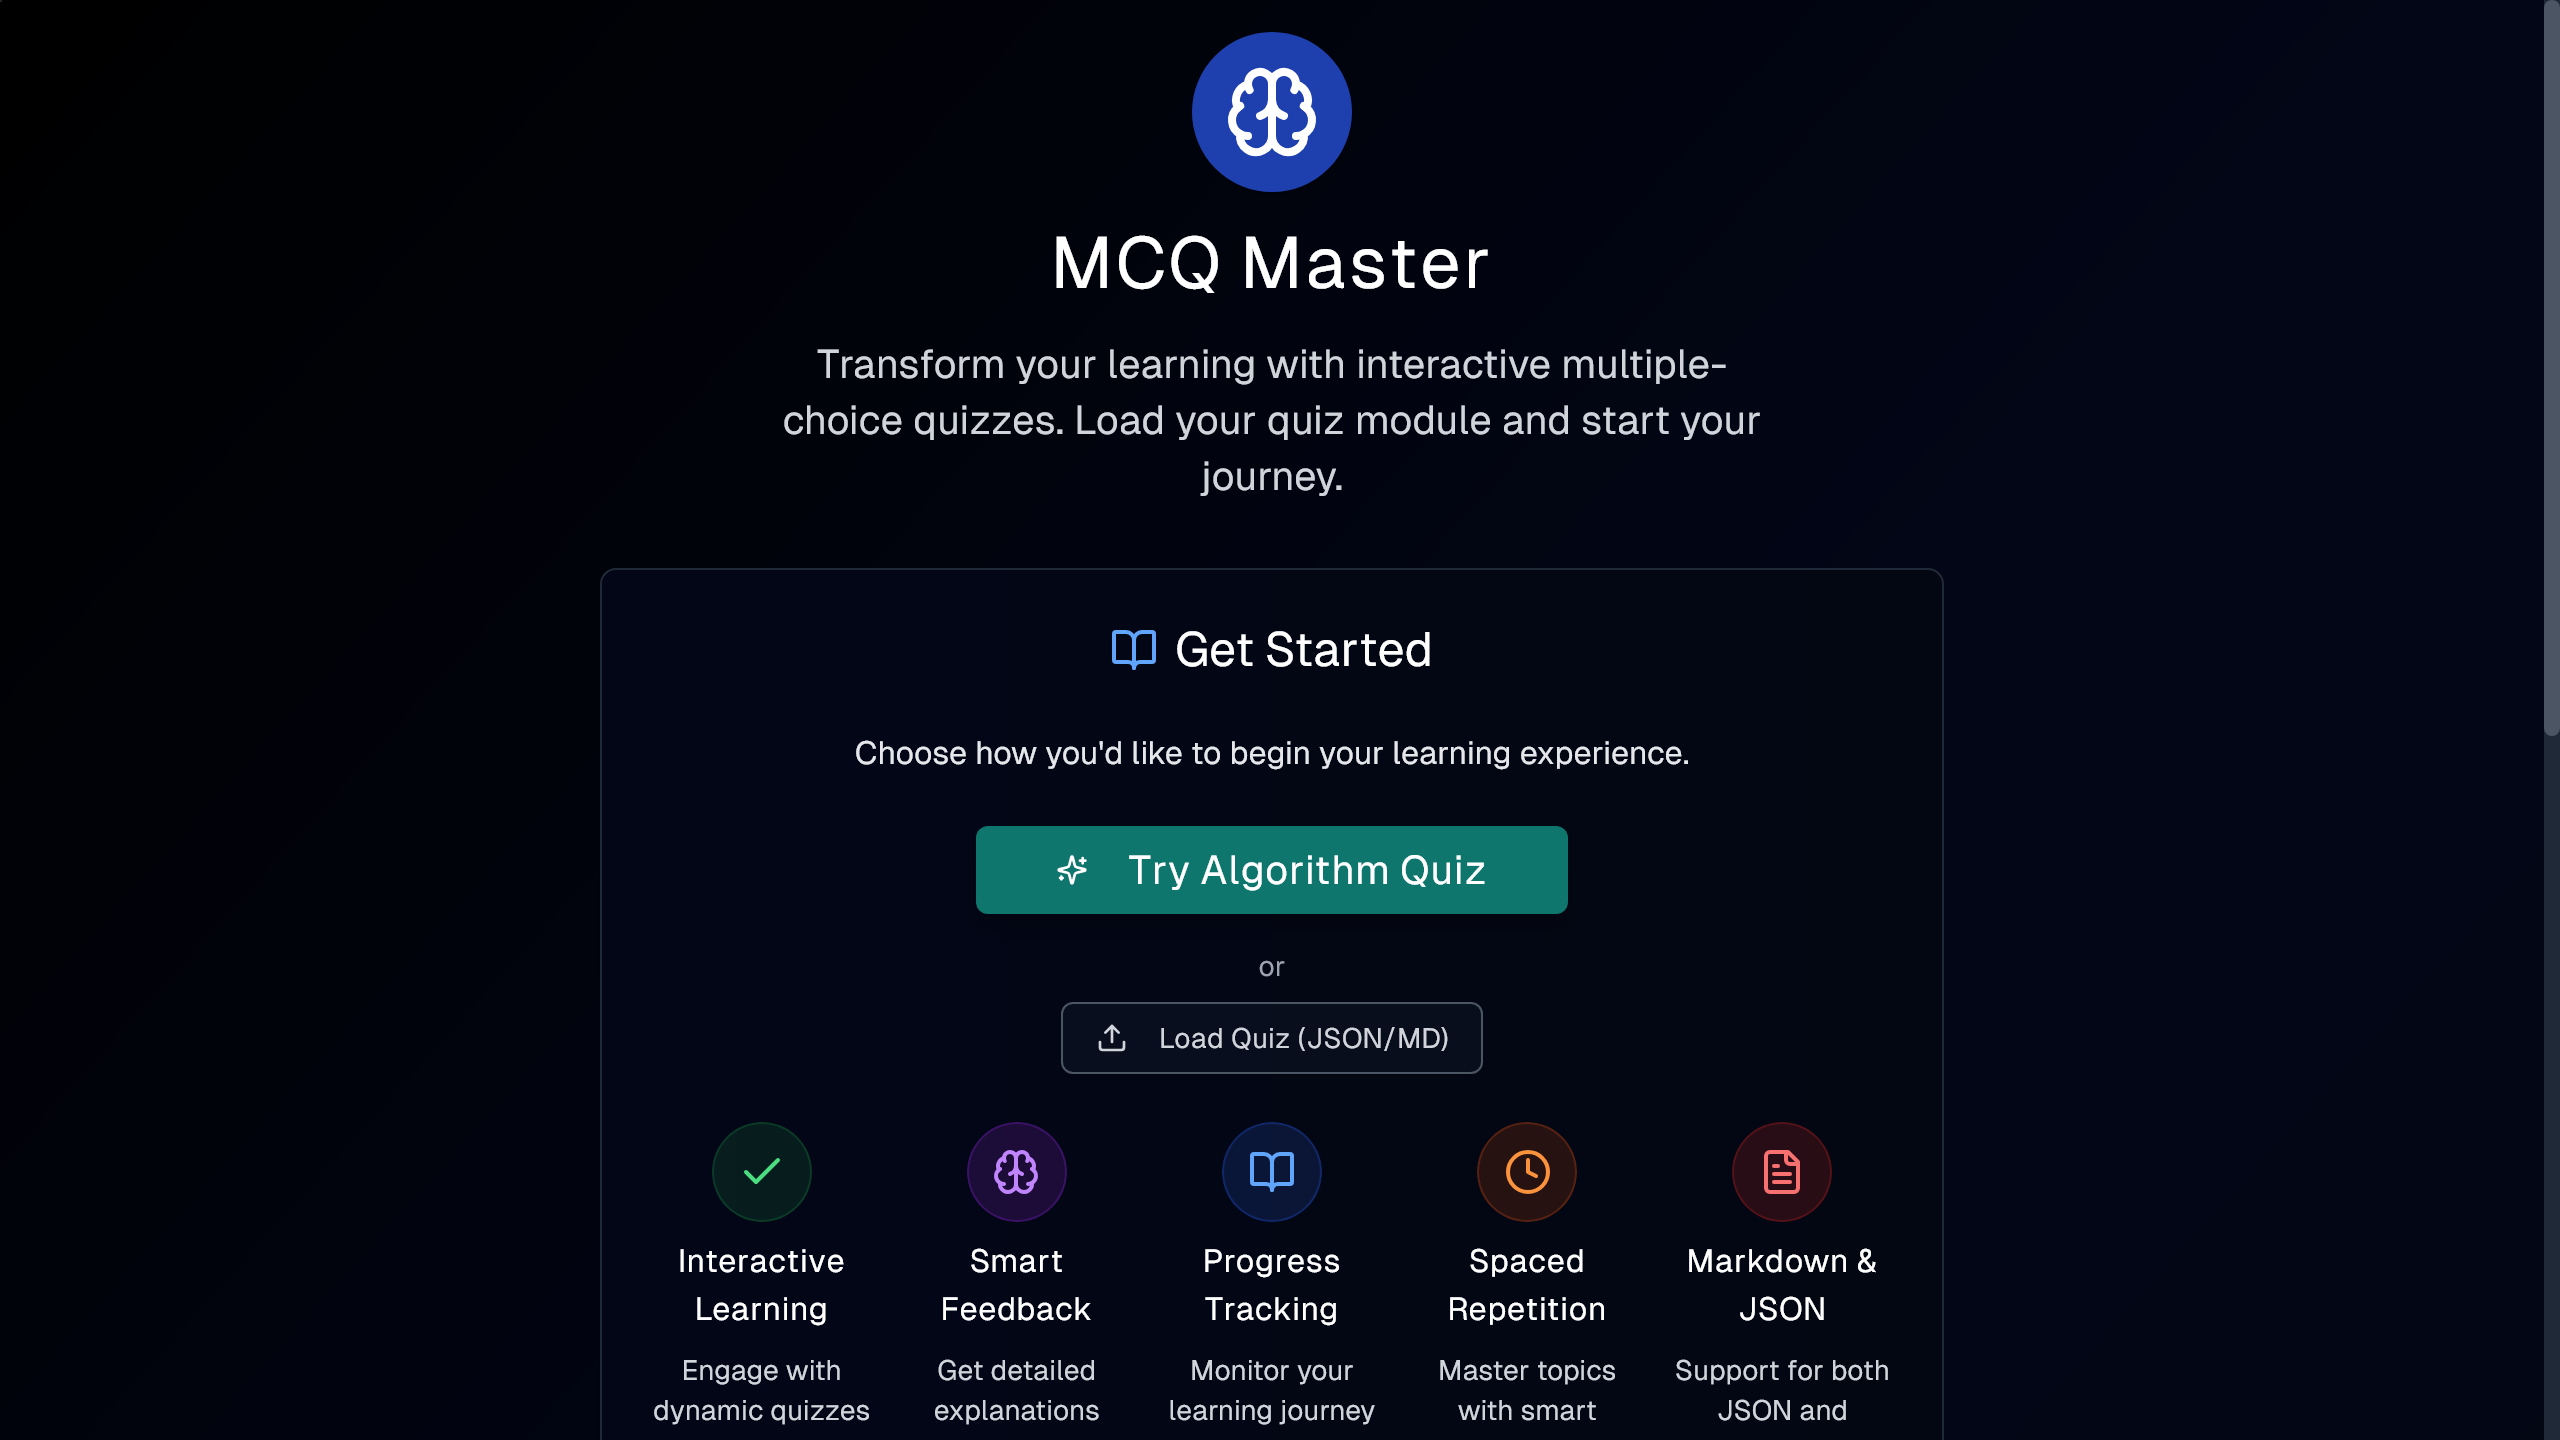 MCQ Master
Transform your learning with interactive multiple-
choice quizzes. Load your quiz module and start your
journey.
Get Started
Choose how you'd like to begin your learning experience.
Try Algorithm Quiz
or
Load Quiz (JSON/MD)
Interactive
Learning
Engage with
dynamic quizzes
Smart
Feedback
Get detailed
explanations
Progress
Tracking
Monitor your
learning journey
Spaced
Repetition
Master topics
with smart
Markdown &
JSON
Support for both
JSON and